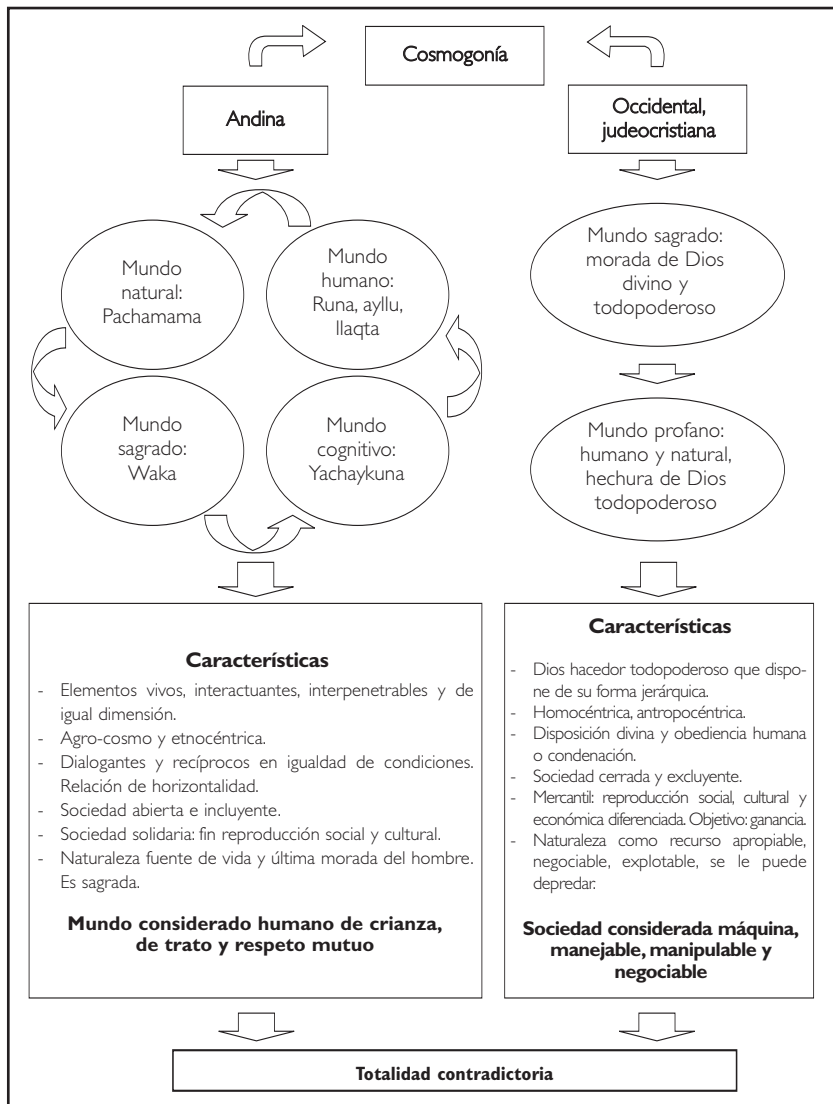 Cosmogonía
Andina
Occidental,
judeocristiana
Mundo
natural:
Pachamama
Mundo
humano:
Runa, ayllu,
llaqta
Mundo
sagrado:
Waka
Mundo
cognitivo:
Yachaykuna
Mundo sagrado:
morada de Dios
divino y
todopoderoso
Mundo profano:
humano y natural,
hechura de Dios
todopoderoso
Características
- Elementos vivos, interactuantes, interpenetrables y de
igual dimensión.
- Agro-cosmo y etnocéntrica.
- Dialogantes y recíprocos en igualdad de condiciones.
Relación de horizontalidad.
- Sociedad abierta e incluyente.
- Sociedad solidaria: fin reproducción social y cultural.
- Naturaleza fuente de vida y última morada del hombre.
Es sagrada.
Mundo considerado humano de crianza,
de trato y respeto mutuo
Características
- Dios hacedor todopoderoso que dispo-
ne de su forma jerárquica.
- Homocéntrica, antropocéntrica.
- Disposición divina y obediencia humana
o condenación.
- Sociedad cerrada y excluyente.
- Mercantil: reproducción social, cultural y
económica diferenciada. Objetivo: ganancia.
- Naturaleza como recurso apropiable,
negociable, explotable, se le puede
depredar.
Sociedad considerada máquina,
manejable, manipulable y
negociable
Totalidad contradictoria